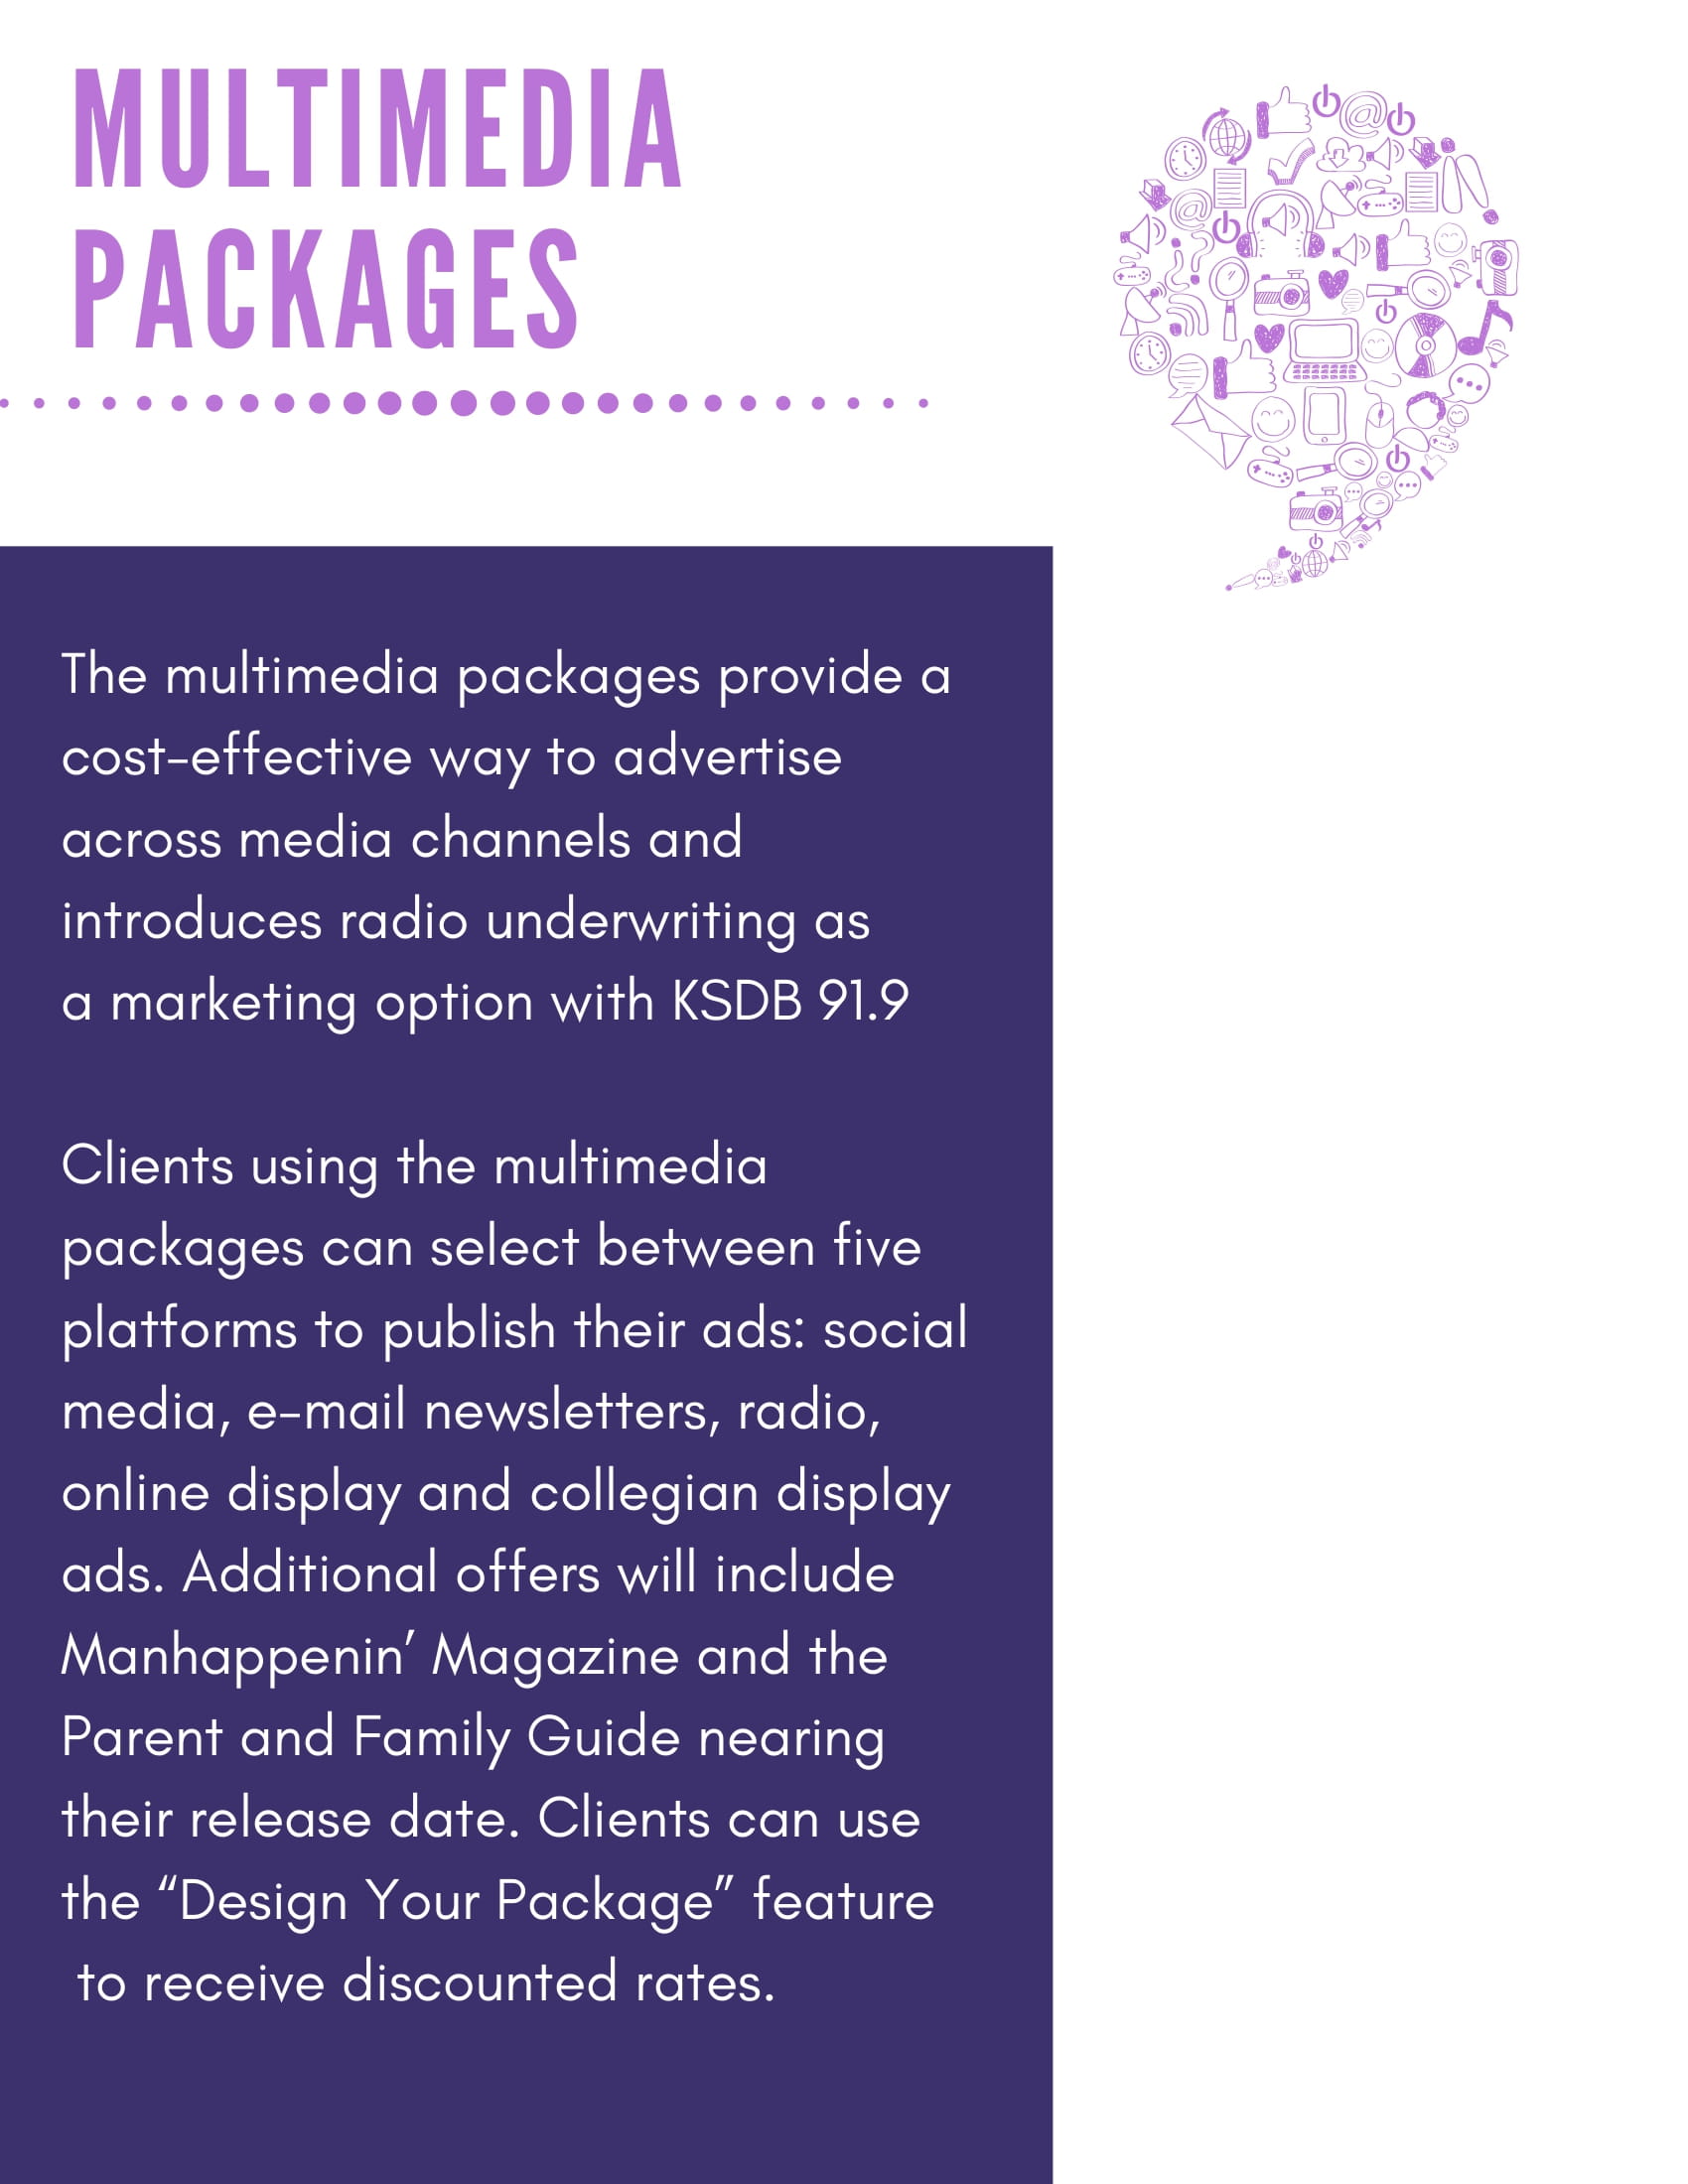 MULTIMEDIA
PACKAGES
The multimedia packages provide a
cost-effective way to advertise
across media channels and
introduces radio underwriting as
a marketing option with KSDB 91.9
Clients using the multimedia
packages can select between five
platforms to publish their ads: social
media, e-mail newsletters, radio,
online display and collegian display
ads. Additional offers will include
Manhappenin’ Magazine and the
Parent and Family Guide nearing
their release date. Clients can use
the “Design Your Package” feature
to receive discounted rates.